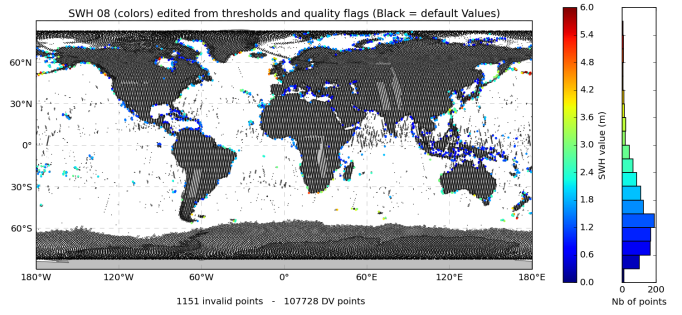 SWH 08 (colors) edited from thresholds and quality flags (Black = default Values)
60°N
30°N
0°
30°S
60°S
180°W 120°W 60°W 0° 60°E 120°E 180°E
1151 invalid points - 107728 DV points
6.0
5.4
4.8
4.2
3.6
3.0
2.4
1.8
1.2
0.6
0.0
SWH value (m)
0 200
Nb of points